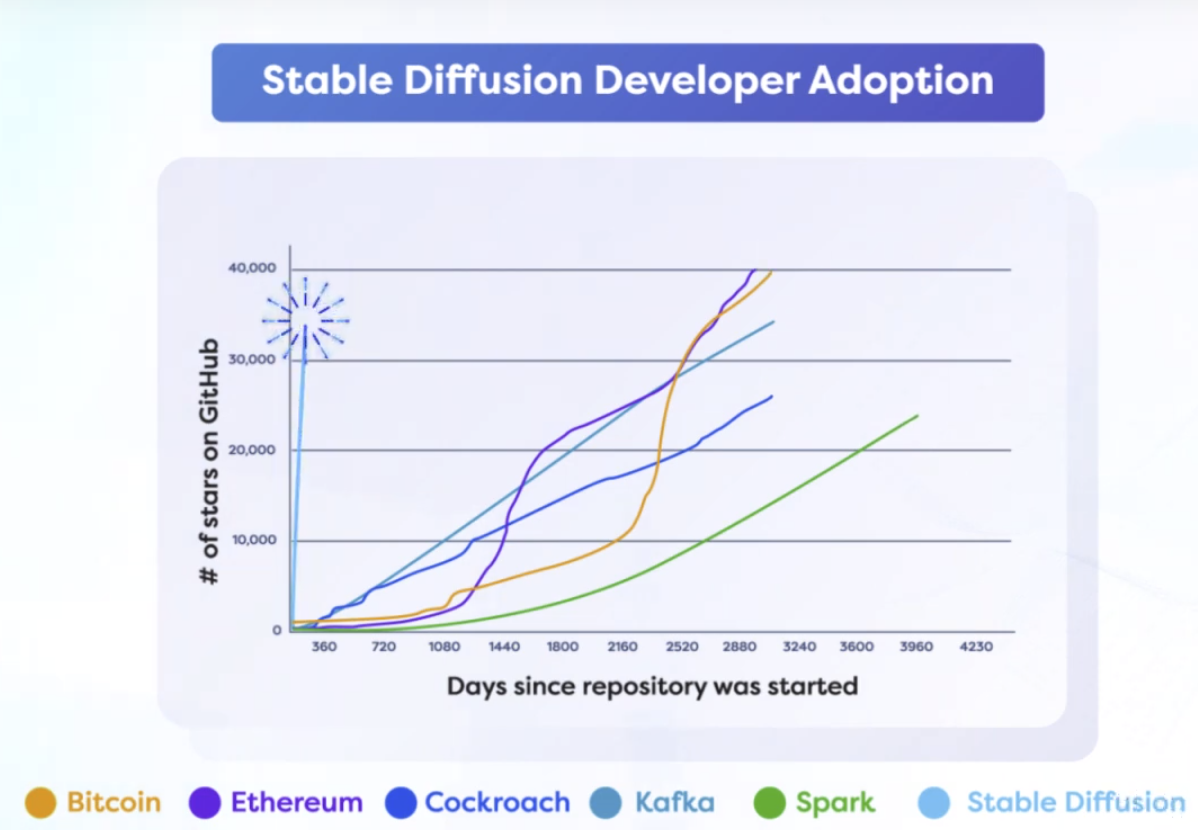 Stable Diffusion Developer Adoption
# of stars on GitHub
40,000
30,000
20,000
10,000
0
360 720 1080 1440 1800 2160 2520 2880 3240 3600 3960 4230
Days since repository was started
Bitcoin Ethereum Cockroach Kafka Spark Stable Diffusion